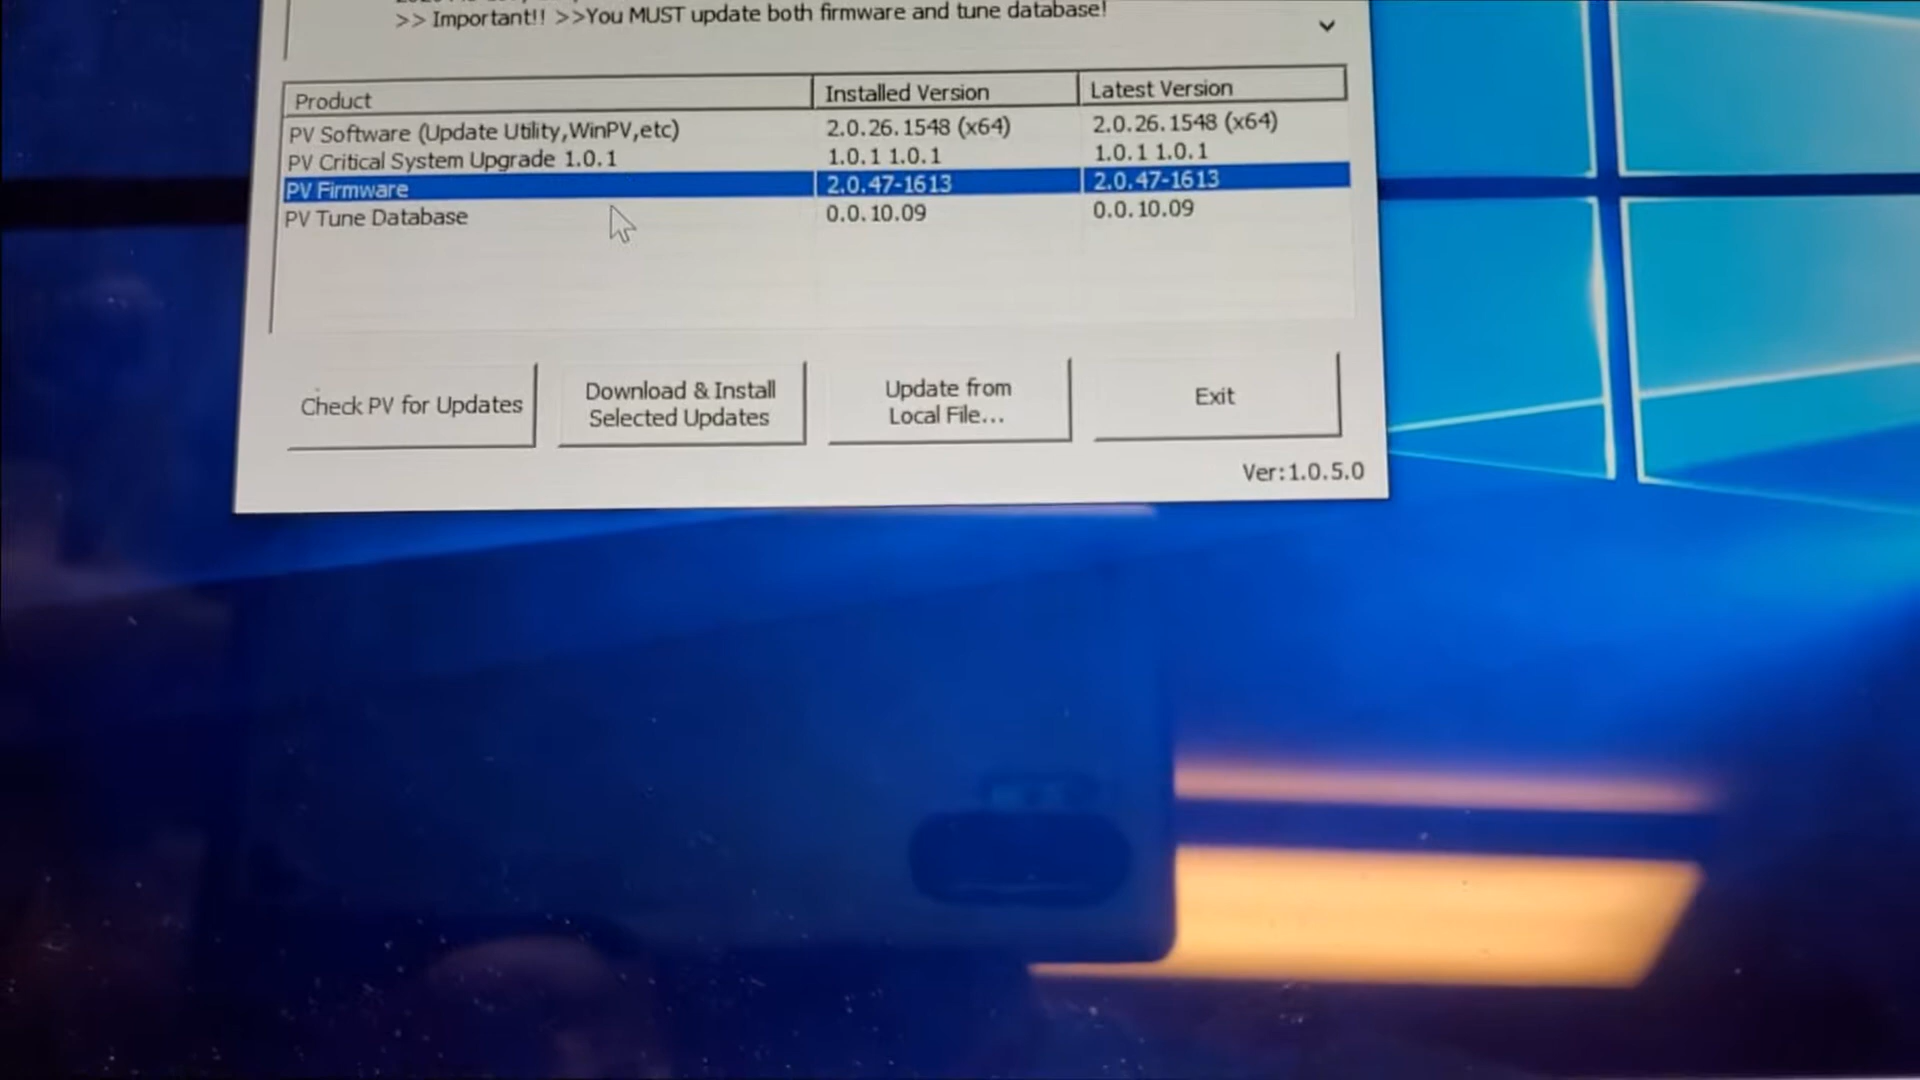 >> Important!! >>You MUST update both firmware and tune database!
Product Installed Version Latest Version
PV Software (Update Utility,WinPV,etc) 2.0.26.1548 (x64) 2.0.26.1548 (x64)
PV Critical System Upgrade 1.0.1 1.0.1 1.0.1 1.0.1 1.0.1
PV Firmware 2.0.47-1613 2.0.47-1613
PV Tune Database 0.0.10.09 0.0.10.09
Check PV for Updates
Download & Install
Selected Updates
Update from
Local File...
Exit
Ver:1.0.5.0